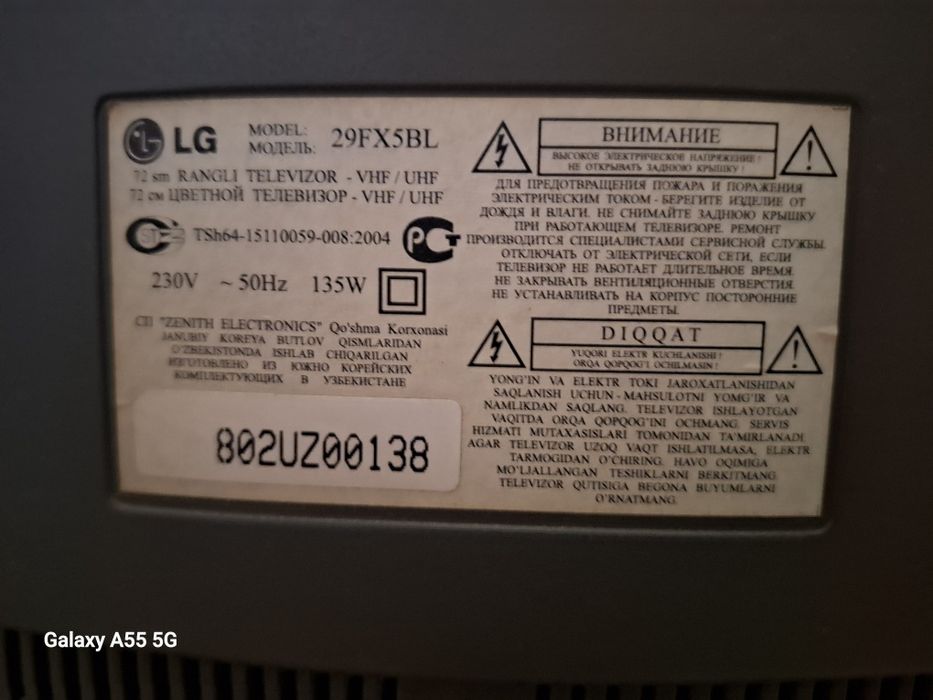 LG
MODEL:
МОДЕЛЬ: 29FX5BL
72 sm RANGLI TELEVIZOR - VHF / UHF
72 см ЦВЕТНОЙ ТЕЛЕВИЗОР - VHF / UHF
TSh64-15110059-008:2004
230V ~ 50Hz 135W
СП "ZENITH ELECTRONICS" Qo'shma Korxonasi
JANUBIY KOREYA BUTLOV QISMLARIDAN
O'ZBEKISTONDA ISHLAB CHIQARILGAN
ИЗГОТОВЛЕНО ИЗ ЮЖНО КОРЕЙСКИХ
КОМПЛЕКТУЮЩИХ В УЗБЕКИСТАНЕ
802UZ00138
ВНИМАНИЕ
ВЫСОКОЕ ЭЛЕКТРИЧЕСКОЕ НАПРЯЖЕНИЕ !
НЕ ОТКРЫВАТЬ ЗАДНЮЮ КРЫШКУ !
ДЛЯ ПРЕДОТВРАЩЕНИЯ ПОЖАРА И ПОРАЖЕНИЯ
ЭЛЕКТРИЧЕСКИМ ТОКОМ - БЕРЕГИТЕ ИЗДЕЛИЕ ОТ
ДОЖДЯ И ВЛАГИ. НЕ СНИМАЙТЕ ЗАДНЮЮ КРЫШКУ
ПРИ РАБОТАЮЩЕМ ТЕЛЕВИЗОРЕ. РЕМОНТ
ПРОИЗВОДИТСЯ СПЕЦИАЛИСТАМИ СЕРВИСНОЙ СЛУЖБЫ.
ОТКЛЮЧАТЬ ОТ ЭЛЕКТРИЧЕСКОЙ СЕТИ, ЕСЛИ
ТЕЛЕВИЗОР НЕ РАБОТАЕТ ДЛИТЕЛЬНОЕ ВРЕМЯ.
НЕ ЗАКРЫВАТЬ ВЕНТИЛЯЦИОННЫЕ ОТВЕРСТИЯ.
НЕ УСТАНАВЛИВАТЬ НА КОРПУС ПОСТОРОННИЕ
ПРЕДМЕТЫ.
DIQQAT
YUQORI ELEKTR KUCHLANISHI !
ORQA QOPQOG'I OCHILMASIN !
YONG'IN VA ELEKTR TOKI JAROXATLANISHIDAN
SAQLANISH UCHUN - MAHSULOTNI YOMG'IR VA
NAMLIKDAN SAQLANG. TELEVIZOR ISHLAYOTGAN
VAQITDA ORQA QOPQOG'INI OCHMANG. SERVIS
HIZMATI MUTAXASISLARI TOMONIDAN TA'MIRLANADI.
AGAR TELEVIZOR UZOQ VAQT ISHLATILMASA, ELEKTR
TARMOGIDAN O'CHIRING. HAVO OQIMIGA
MO'LJALLANGAN TESHIKLARNI BERKITMANG.
TELEVIZOR QUTISIGA BEGONA BUYUMLARNI
O'RNATMANG.
Galaxy A55 5G